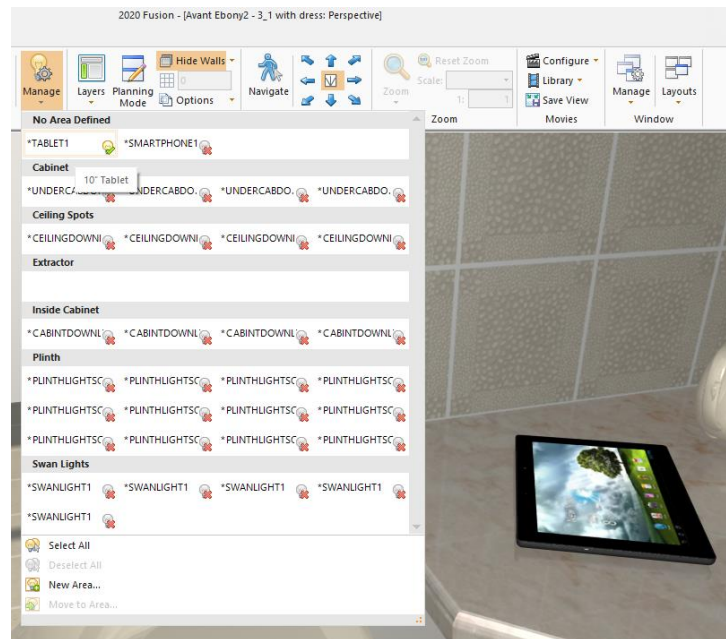 2020 Fusion - [Avant Ebony2 - 3_1 with dress: Perspective]
Manage
Layers
Planning Mode
Hide Walls
0
Options
Navigate
Zoom
Reset Zoom
Scale:
1: 1
Configure
Library
Save View
Manage
Layouts
Zoom
Movies
Window
No Area Defined
*TABLET1 *SMARTPHONE1
10" Tablet
Cabinet
*UNDERCA UNDERCABDO. *UNDERCABDO. *UNDERCABDO.
Ceiling Spots
*CEILINGDOWNI *CEILINGDOWNI *CEILINGDOWNI *CEILINGDOWNI
Extractor
Inside Cabinet
*CABINTDOWNL *CABINTDOWNL *CABINTDOWNL *CABINTDOWNL
Plinth
*PLINTHLIGHTSC *PLINTHLIGHTSC *PLINTHLIGHTSC *PLINTHLIGHTSC
*PLINTHLIGHTSC *PLINTHLIGHTSC *PLINTHLIGHTSC *PLINTHLIGHTSC
*PLINTHLIGHTSC *PLINTHLIGHTSC *PLINTHLIGHTSC *PLINTHLIGHTSC
Swan Lights
*SWANLIGHT1 *SWANLIGHT1 *SWANLIGHT1 *SWANLIGHT1
*SWANLIGHT1
Select All
Deselect All
New Area...
Move to Area...